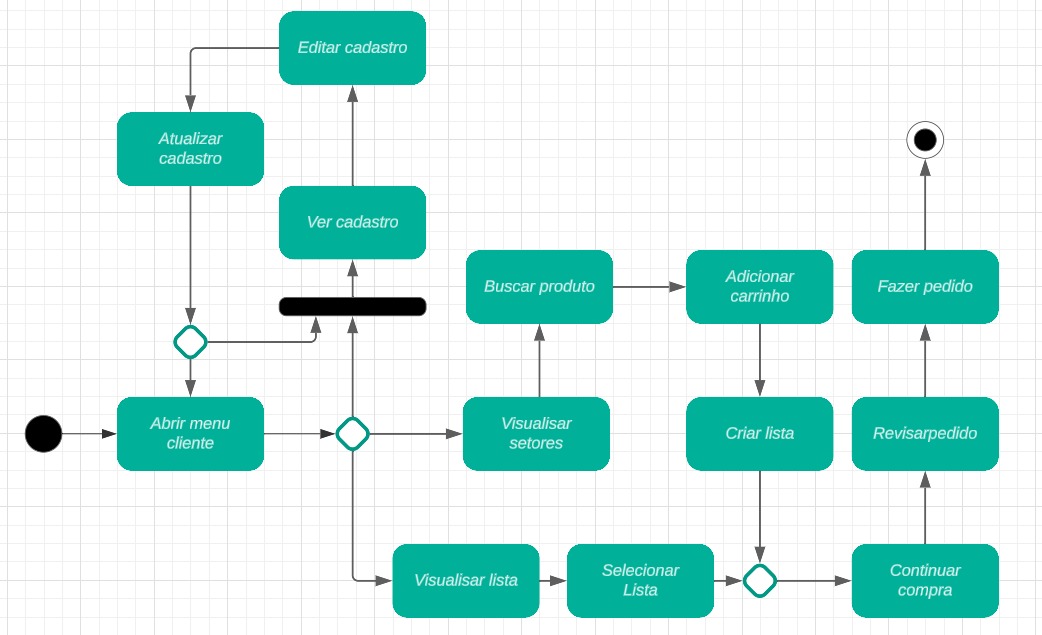 Editar cadastro
Atualizar
cadastro
Ver cadastro
Buscar produto
Adicionar
carrinho
Fazer pedido
Abrir menu
cliente
Visualisar
setores
Criar lista
Revisarpedido
Visualisar lista
Selecionar
Lista
Continuar
compra